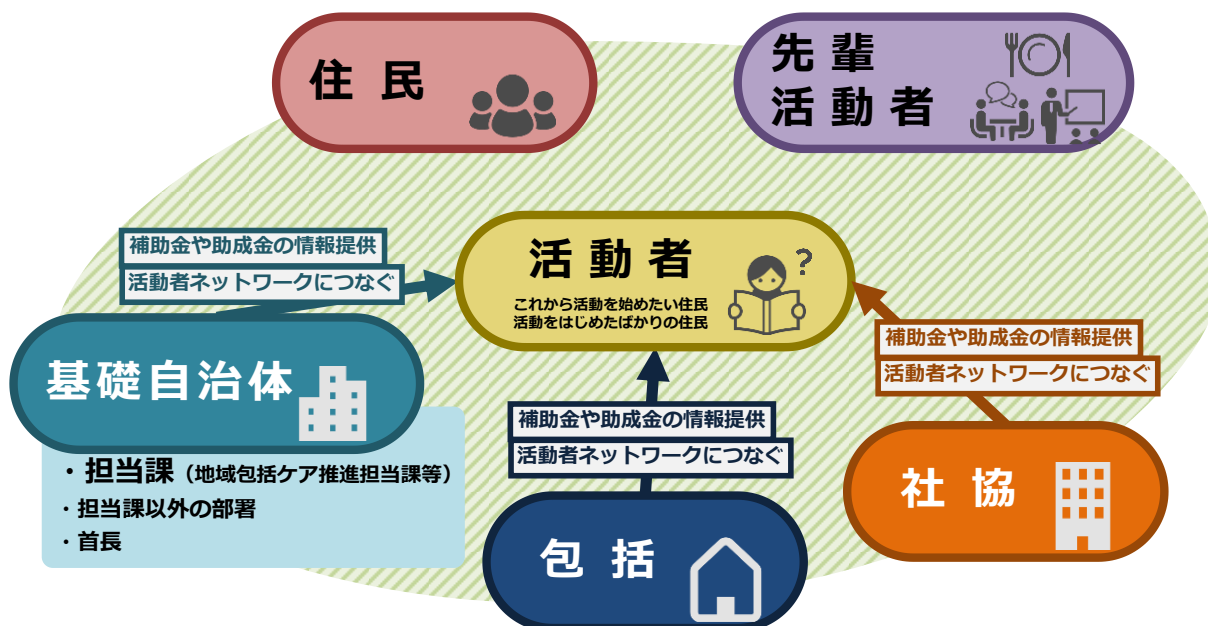 住民
先輩
活動者
補助金や助成金の情報提供
活動者ネットワークにつなぐ
活動者
?
これから活動を始めたい住民
活動をはじめたばかりの住民
補助金や助成金の情報提供
活動者ネットワークにつなぐ
基礎自治体
・担当課（地域包括ケア推進担当課等）
・担当課以外の部署
・首長
補助金や助成金の情報提供
活動者ネットワークにつなぐ
社協
包括